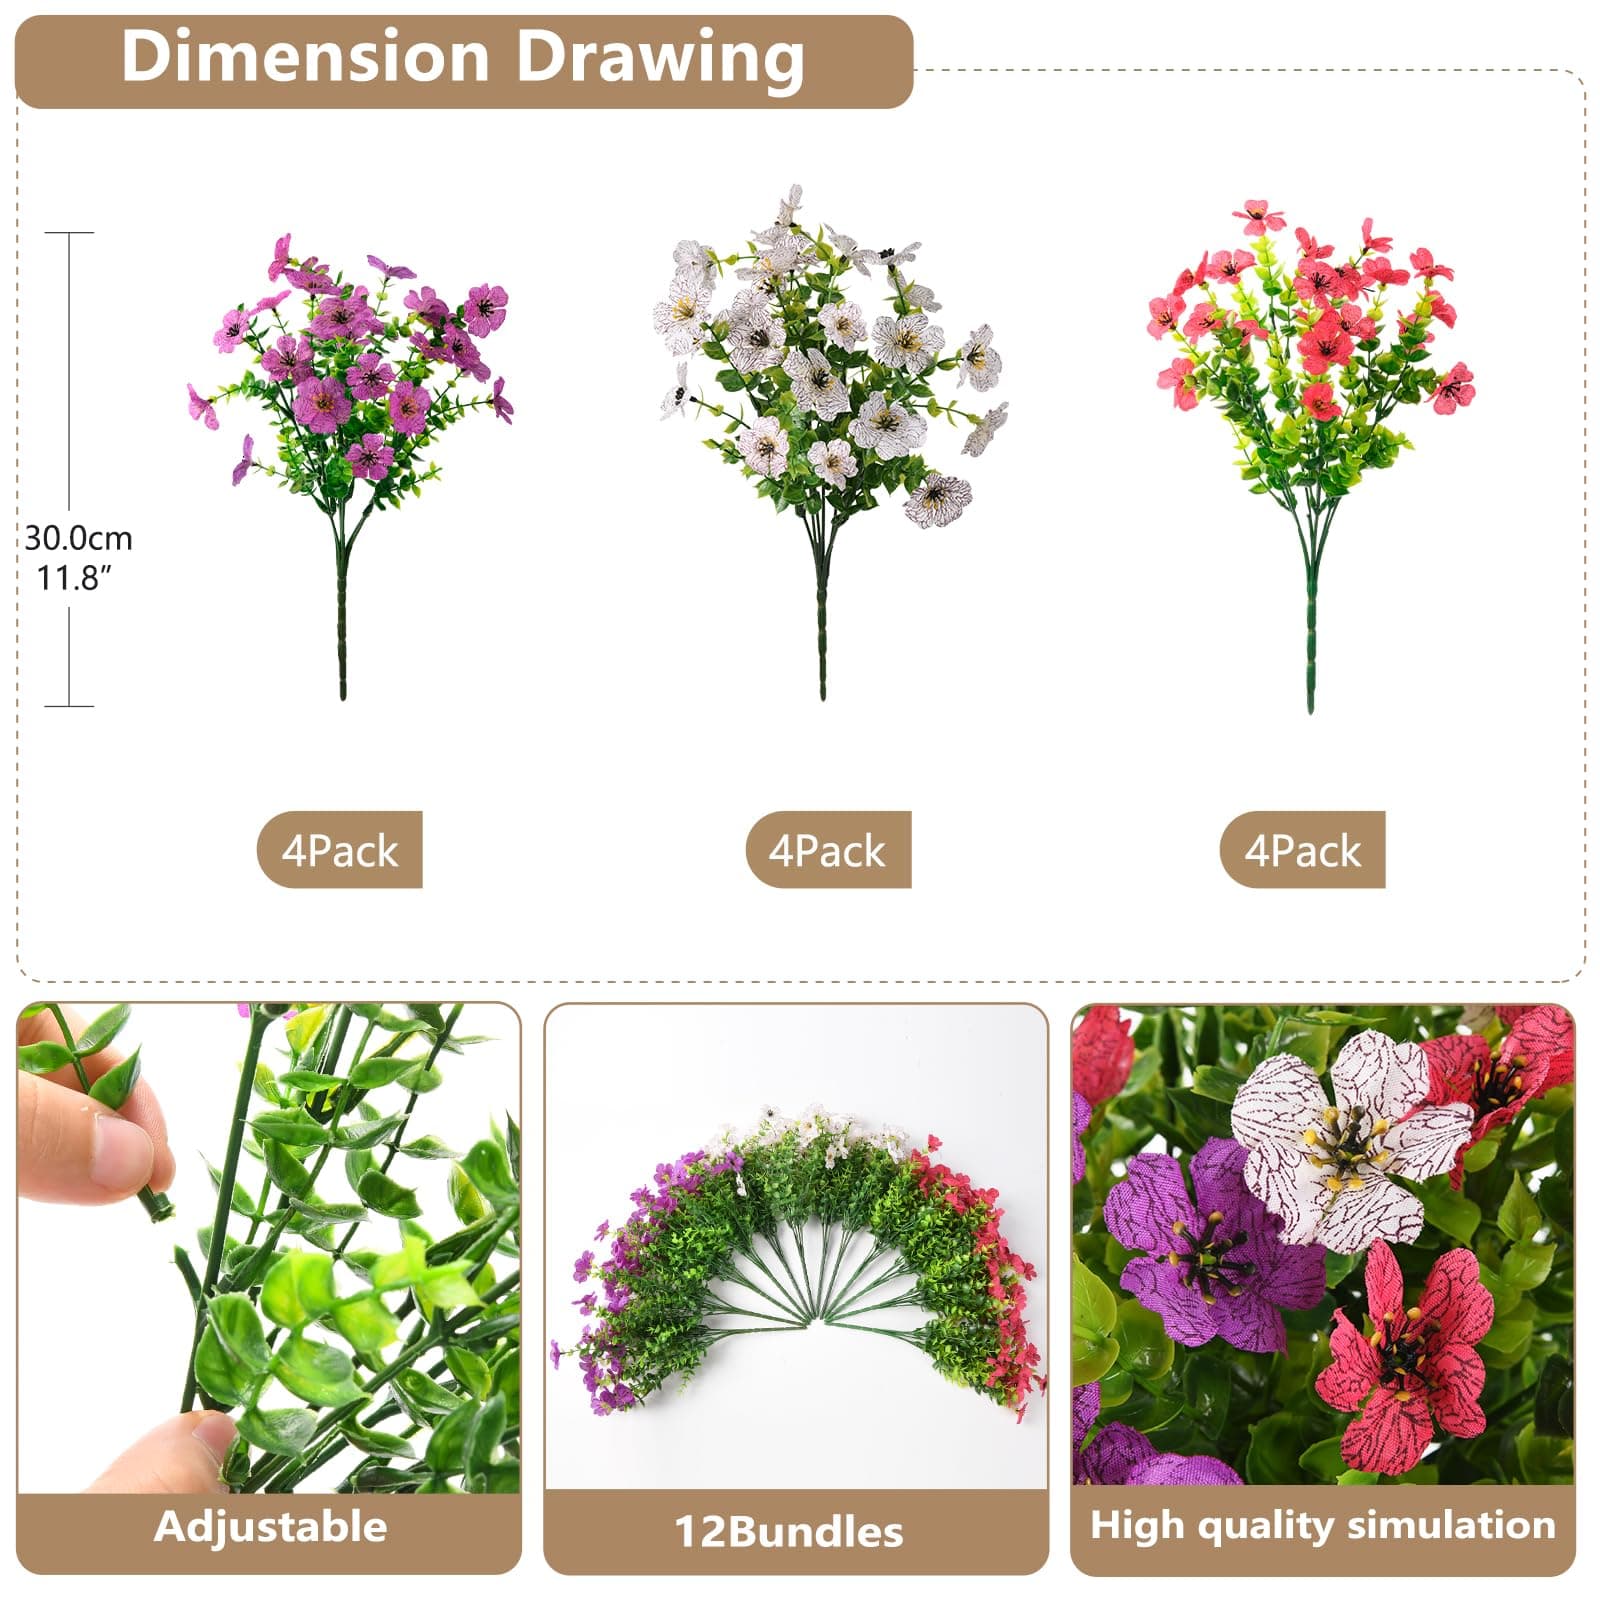 Dimension Drawing
30.0cm
11.8”
4Pack
4Pack
4Pack
Adjustable
12Bundles
High quality simulation